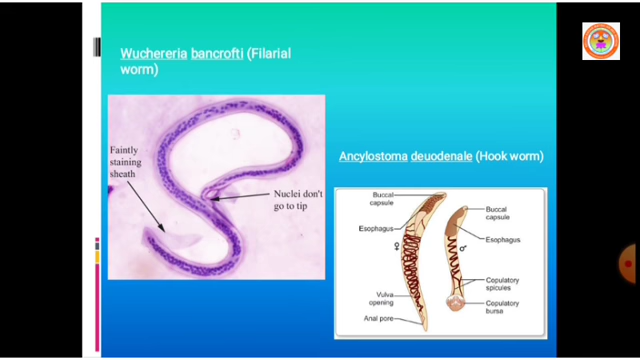 Wuchereria bancrofti (Filarial
worm)
Faintly
staining
sheath
Nuclei don't
go to tip
Ancylostoma deuodenale (Hook worm)
Buccal
capsule
Esophagus
♀
Vulva
opening
Anal pore
Buccal
capsule
Esophagus
♂
Copulatory
spicules
Copulatory
bursa